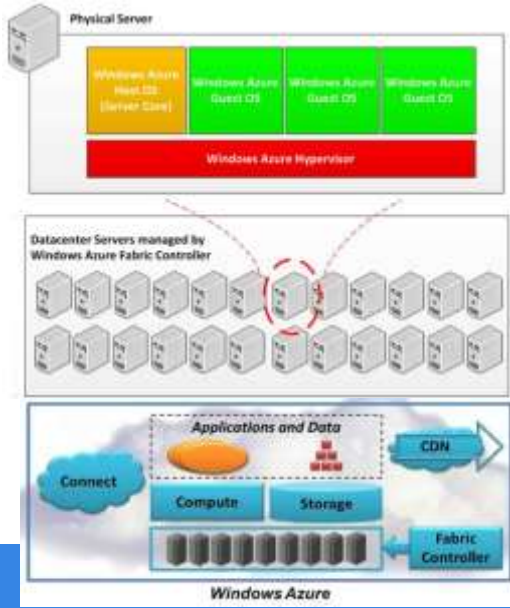 Physical Server
Windows Azure
Host OS
(Server Core)
Windows Azure
Guest OS
Windows Azure
Guest OS
Windows Azure
Guest OS
Windows Azure Hypervisor
Datacenter Servers managed by
Windows Azure Fabric Controller
Applications and Data
Connect
CDN
Compute
Storage
Fabric
Controller
Windows Azure